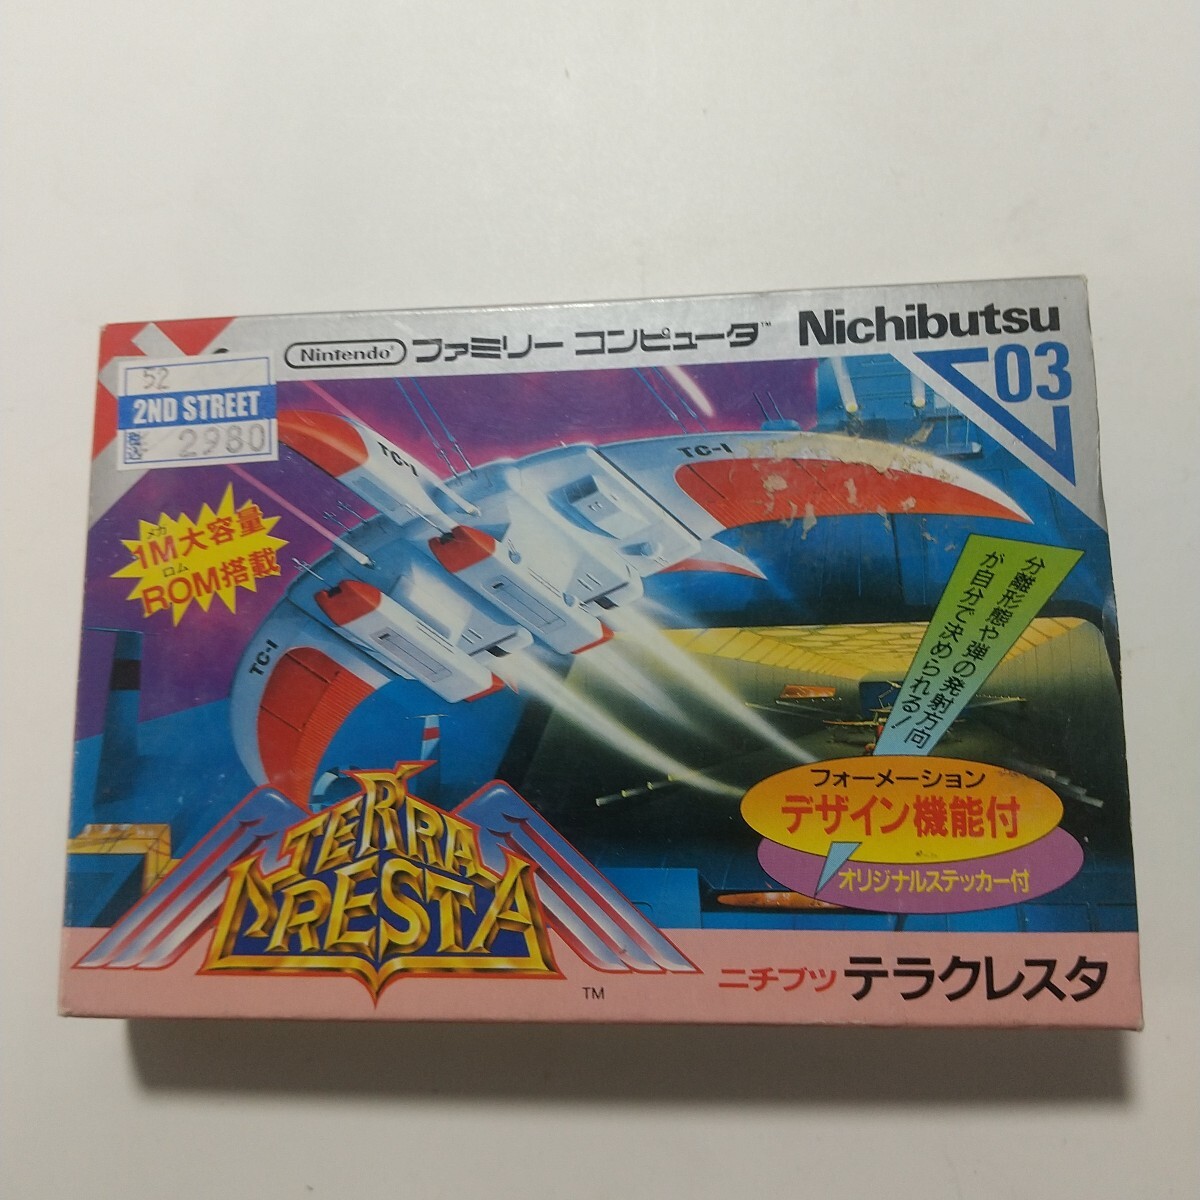 Nintendo ファミリー コンピュータ™
Nichibutsu
03
52
2ND STREET
税込 2980
TC-1
TC-1
TC-1
メガ
1M大容量
ロム
ROM搭載
分離形態や弾の発射方向
が自分で決められる!
フォーメーション
デザイン機能付
オリジナルステッカー付
TERRA
CRESTA
TM
ニチブツ テラクレスタ